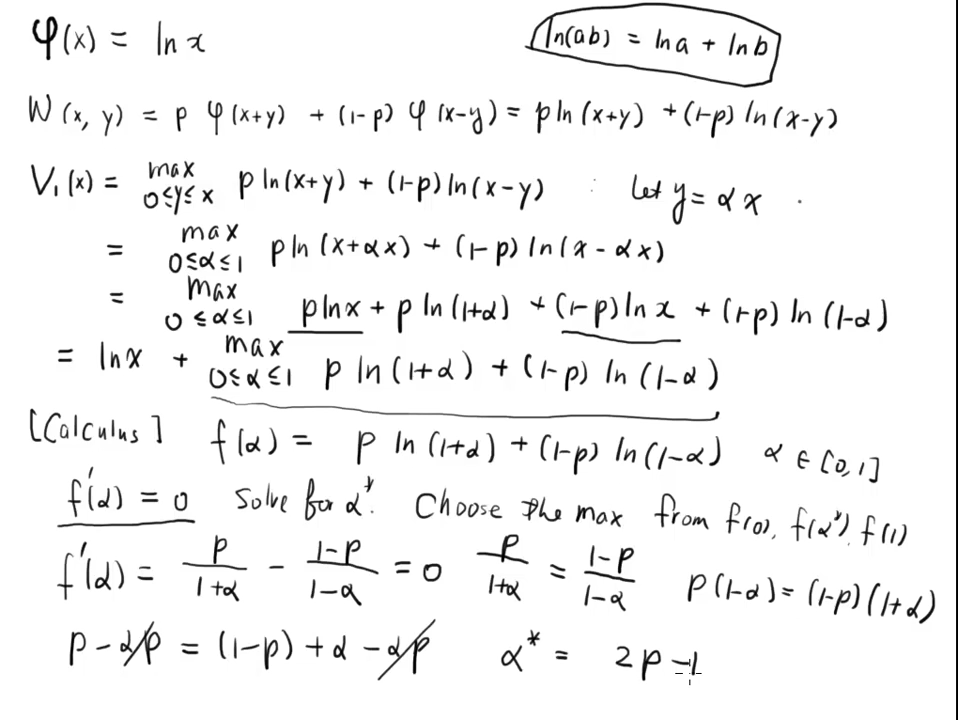 φ(x) = ln x
ln(ab) = ln a + ln b
W(x, y) = p φ(x+y) + (1-p) φ(x-y) = p ln(x+y) + (1-p) ln(x-y)
V₁(x) = max 0≤y≤x p ln(x+y) + (1-p) ln(x-y) : let y = αx .
= max 0≤α≤1 p ln(x+αx) + (1-p) ln(x-αx)
= max 0≤α≤1 p ln x + p ln(1+α) + (1-p) ln x + (1-p) ln(1-α)
= ln x + max 0≤α≤1 p ln(1+α) + (1-p) ln(1-α)
[Calculus] f(α) = p ln(1+α) + (1-p) ln(1-α) α ∈ [0,1]
f'(α) = 0 Solve for α*. Choose the max from f(0), f(α*), f(1)
f'(α) = p/(1+α) - (1-p)/(1-α) = 0 p/(1+α) = (1-p)/(1-α) p(1-α) = (1-p)(1+α)
p - αp = (1-p) + α - αp α* = 2p - 1